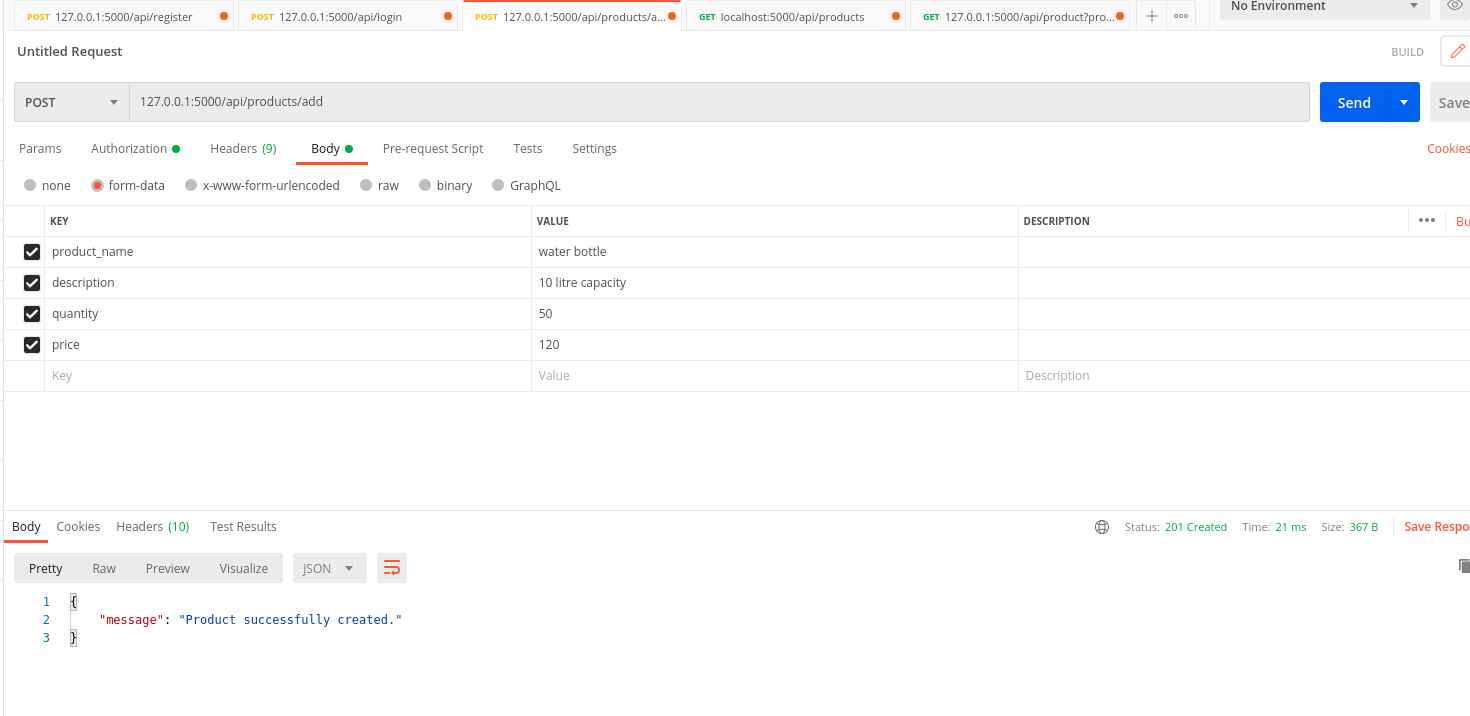 POST 127.0.0.1:5000/api/register POST 127.0.0.1:5000/api/login POST 127.0.0.1:5000/api/products/a... GET localhost:5000/api/products GET 127.0.0.1:5000/api/product?pro... No Environment
Untitled Request BUILD
POST 127.0.0.1:5000/api/products/add Send Save
Params Authorization Headers (9) Body Pre-request Script Tests Settings Cookies
none form-data x-www-form-urlencoded raw binary GraphQL
KEY VALUE DESCRIPTION Bu
product_name water bottle
description 10 litre capacity
quantity 50
price 120
Key Value Description
Body Cookies Headers (10) Test Results Status: 201 Created Time: 21 ms Size: 367 B Save Respo
Pretty Raw Preview Visualize JSON
1 {
2 "message": "Product successfully created."
3 }